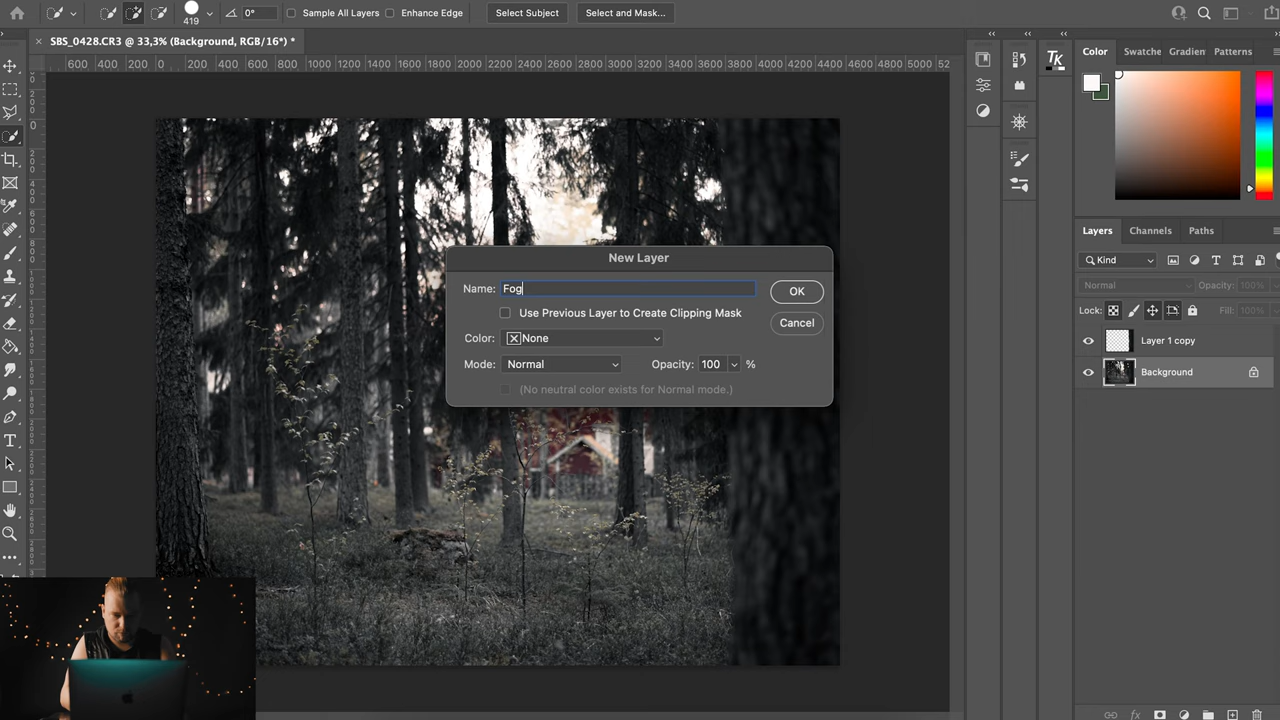 419
0°
Sample All Layers
Enhance Edge
Select Subject
Select and Mask...
× SBS_0428.CR3 @ 33,3% (Background, RGB/16*) *
600 400 200 0 200 400 600 800 1000 1200 1400 1600 1800 2000 2200 2400 2600 2800 3000 3200 3400 3600 3800 4000 4200 4400 4600 4800 5000 52
TK
Color Swatche Gradien Patterns
New Layer
Name: Fog
OK
Use Previous Layer to Create Clipping Mask
Cancel
Color: None
Mode: Normal
Opacity: 100 %
(No neutral color exists for Normal mode.)
Layers Channels Paths
Kind
Normal Opacity: 100%
Lock: Fill: 100%
Layer 1 copy
Background
fx